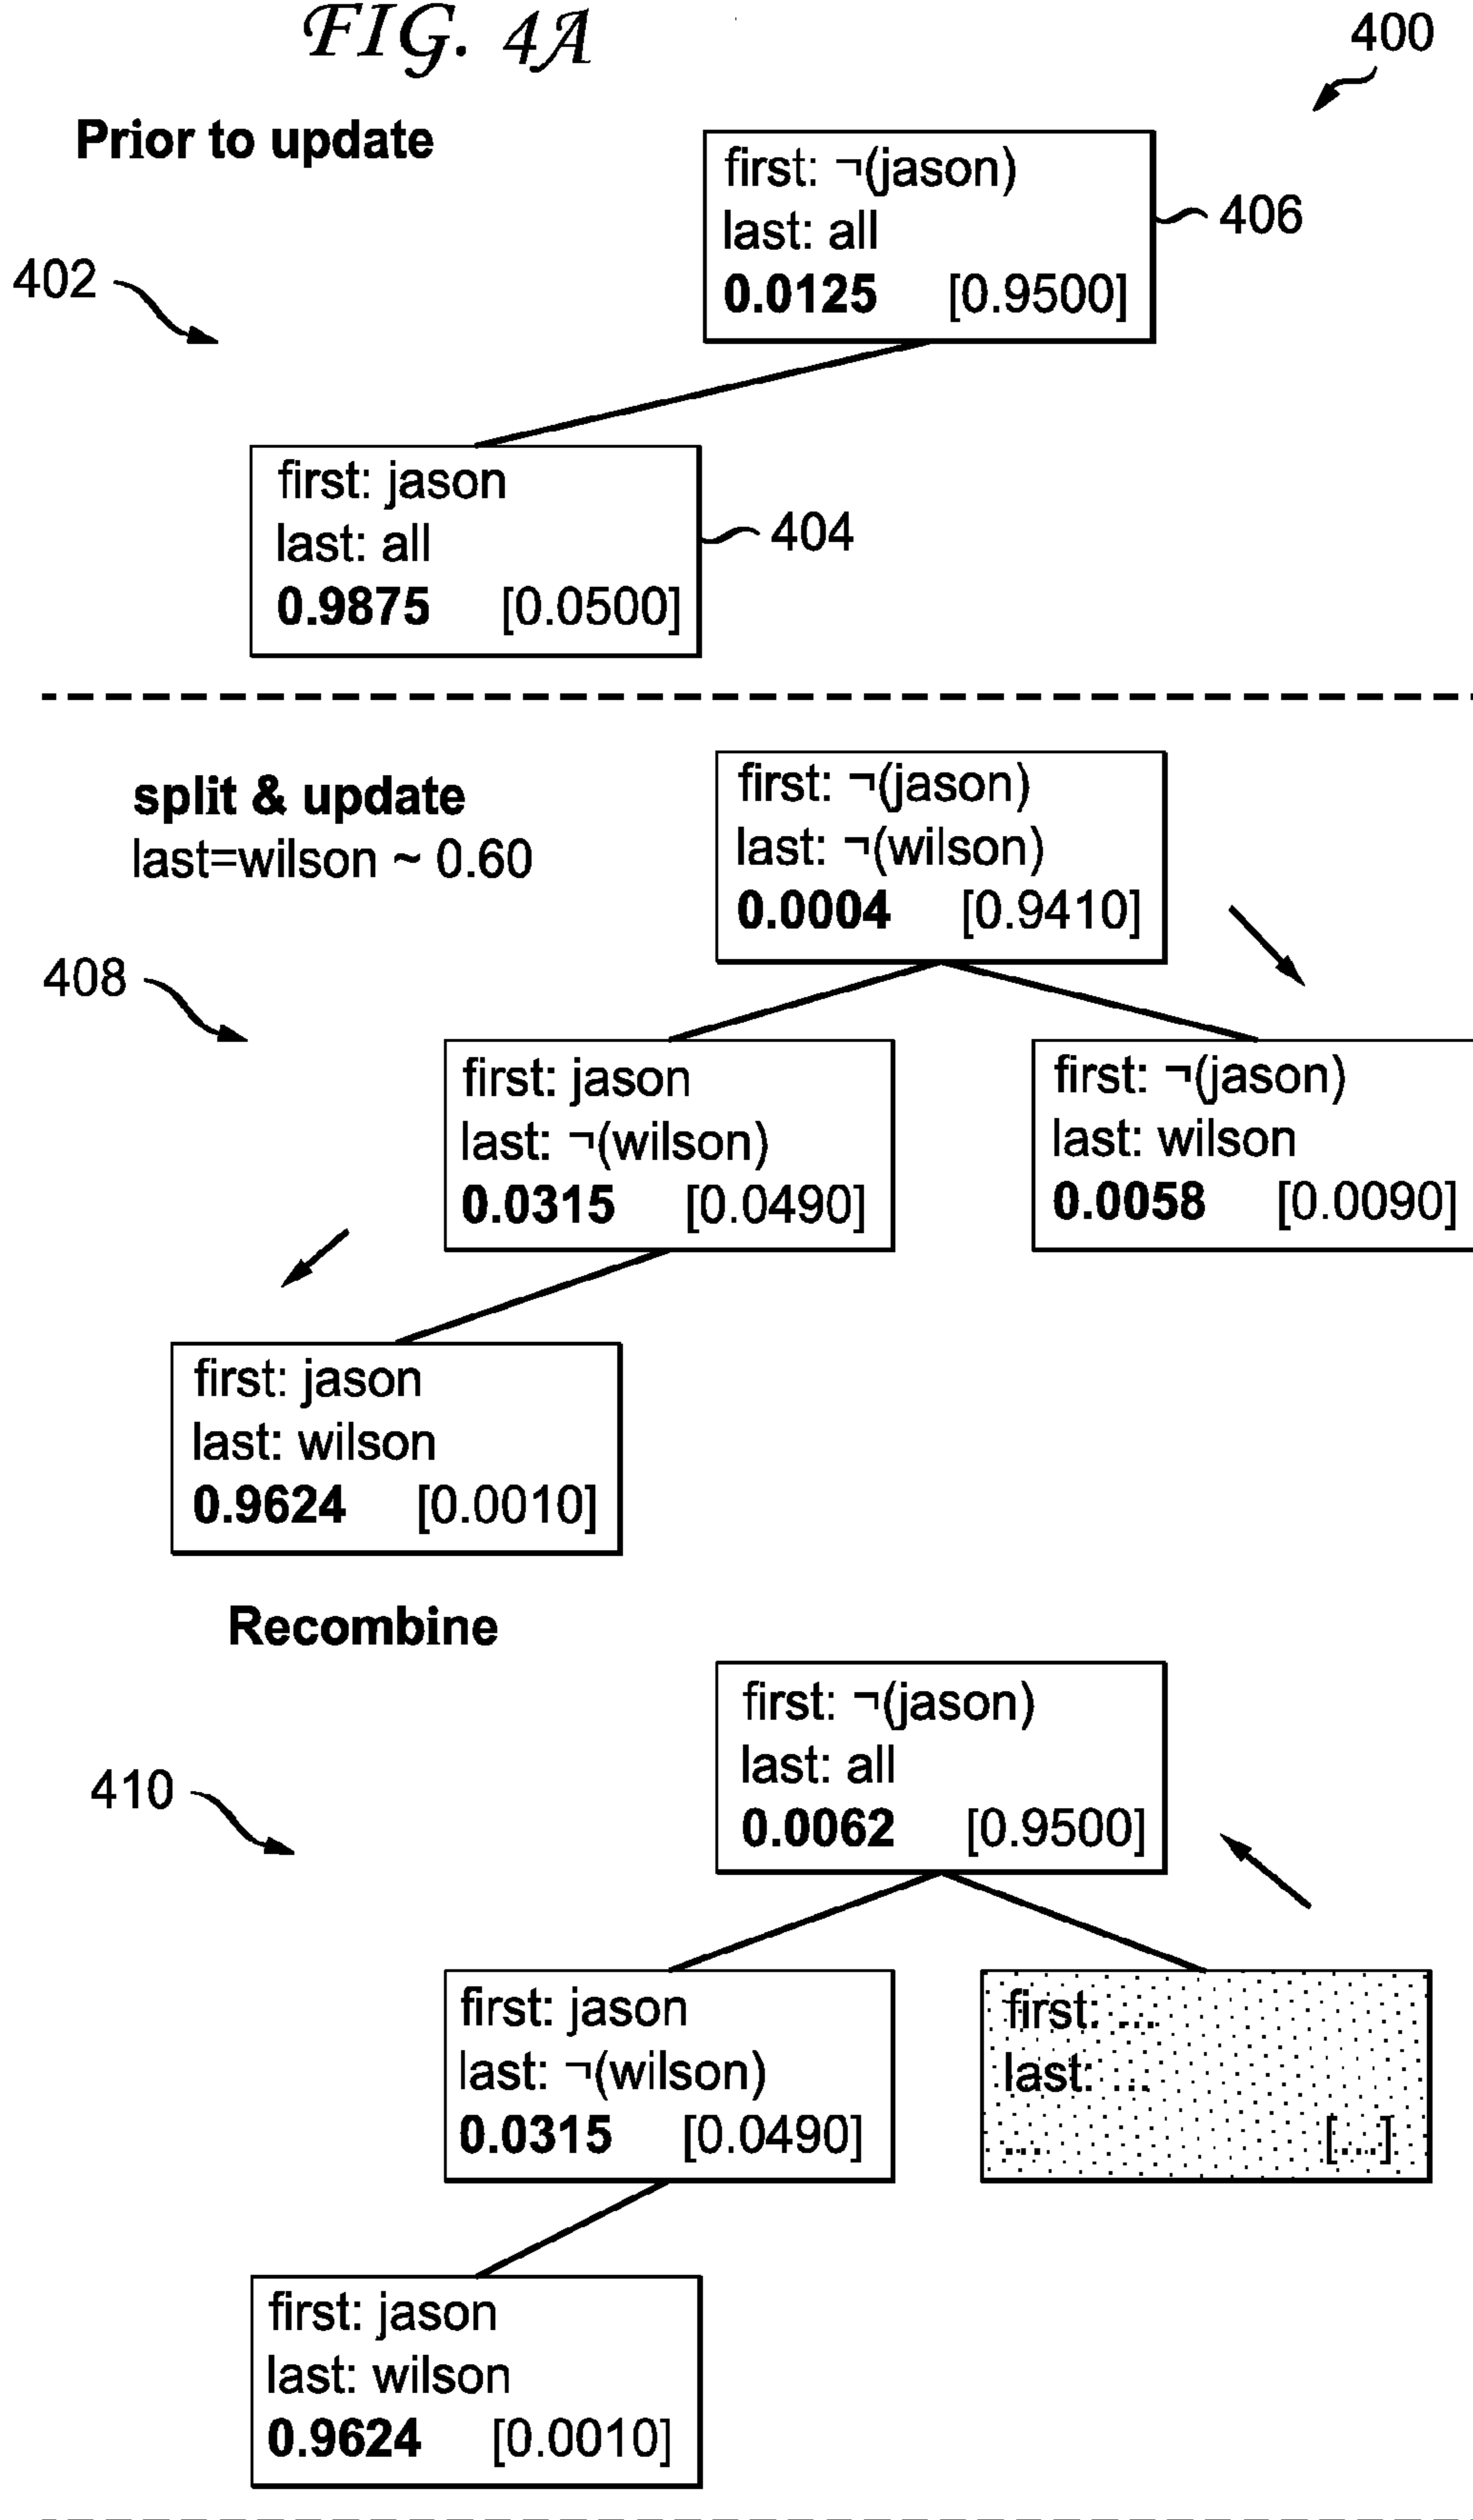 FIG. 4A
400
Prior to update
first: ¬(jason)
last: all
0.0125 [0.9500]
406
402
first: jason
last: all
0.9875 [0.0500]
404
split & update
last=wilson ~ 0.60
first: ¬(jason)
last: ¬(wilson)
0.0004 [0.9410]
408
first: jason
last: ¬(wilson)
0.0315 [0.0490]
first: ¬(jason)
last: wilson
0.0058 [0.0090]
first: jason
last: wilson
0.9624 [0.0010]
Recombine
first: ¬(jason)
last: all
0.0062 [0.9500]
410
first: jason
last: ¬(wilson)
0.0315 [0.0490]
first: ...
last: ...
... [...]
first: jason
last: wilson
0.9624 [0.0010]